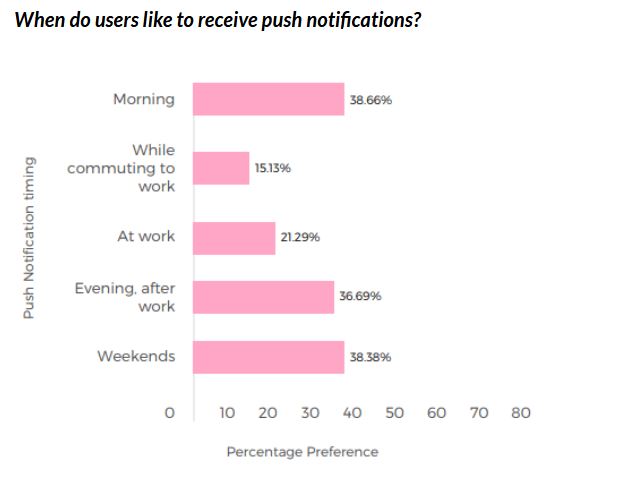 When do users like to receive push notifications?
Morning
38.66%
While
commuting to
work
15.13%
At work
21.29%
Evening, after
work
36.69%
Weekends
38.38%
Push Notification timing
0 10 20 30 40 50 60 70 80
Percentage Preference